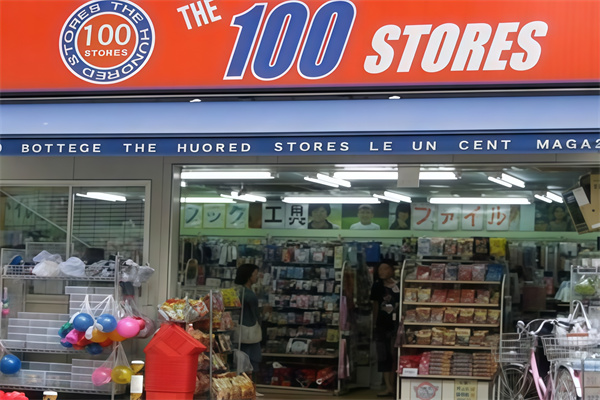 STORES THE HUNDRED
100
STORES
THE
100 STORES
BOTTEGE THE HUORED STORES LE UN CENT MAGA
フック 工具 ファイル